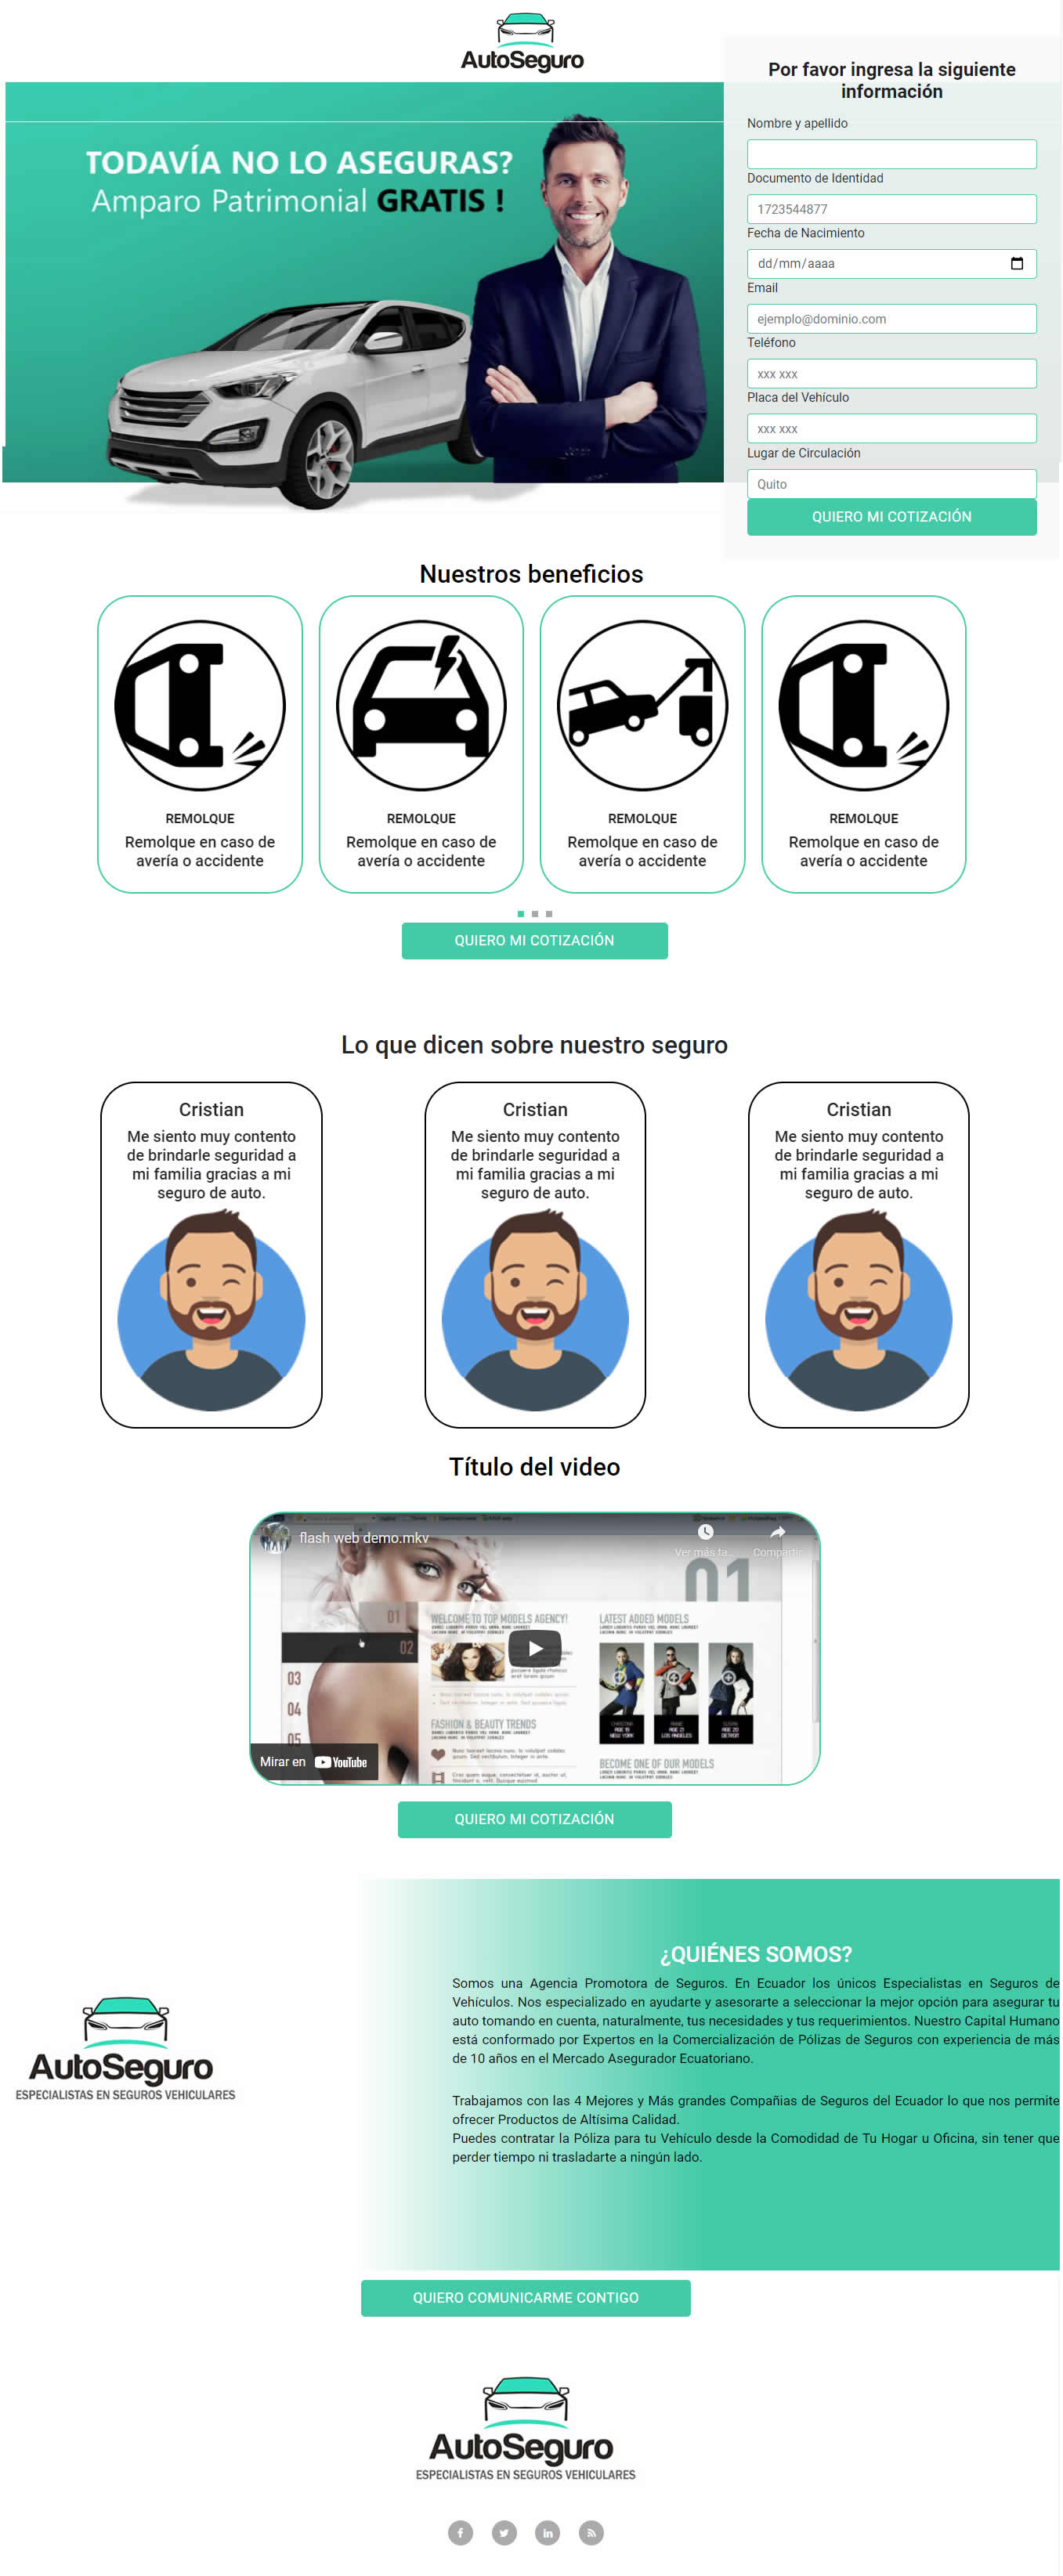 AutoSeguro
Por favor ingresa la siguiente
información
TODAVÍA NO LO ASEGURAS?
Amparo Patrimonial GRATIS !
Nombre y apellido
Documento de Identidad
1723544877
Fecha de Nacimiento
dd/mm/aaaa
Email
ejemplo@dominio.com
Teléfono
xxx xxx
Placa del Vehículo
xxx xxx
Lugar de Circulación
Quito
QUIERO MI COTIZACIÓN
Nuestros beneficios
REMOLQUE
Remolque en caso de
avería o accidente
REMOLQUE
Remolque en caso de
avería o accidente
REMOLQUE
Remolque en caso de
avería o accidente
REMOLQUE
Remolque en caso de
avería o accidente
QUIERO MI COTIZACIÓN
Lo que dicen sobre nuestro seguro
Cristian
Me siento muy contento
de brindarle seguridad a
mi familia gracias a mi
seguro de auto.
Cristian
Me siento muy contento
de brindarle seguridad a
mi familia gracias a mi
seguro de auto.
Cristian
Me siento muy contento
de brindarle seguridad a
mi familia gracias a mi
seguro de auto.
Título del video
flash web demo.mkv
Ver más ta...
Compartir
01
01
02
03
04
05
WELCOME TO TOP MODELS AGENCY!
LATEST ADDED MODELS
FASHION & BEAUTY TRENDS
NEW YORK
LOS ANGELES
DETROIT
BECOME ONE OF OUR MODELS
Mirar en YouTube
QUIERO MI COTIZACIÓN
¿QUIÉNES SOMOS?
Somos una Agencia Promotora de Seguros. En Ecuador los únicos Especialistas en Seguros de
Vehículos. Nos especializado en ayudarte y asesorarte a seleccionar la mejor opción para asegurar tu
auto tomando en cuenta, naturalmente, tus necesidades y tus requerimientos. Nuestro Capital Humano
está conformado por Expertos en la Comercialización de Pólizas de Seguros con experiencia de más
de 10 años en el Mercado Asegurador Ecuatoriano.
Trabajamos con las 4 Mejores y Más grandes Compañias de Seguros del Ecuador lo que nos permite
ofrecer Productos de Altísima Calidad.
Puedes contratar la Póliza para tu Vehículo desde la Comodidad de Tu Hogar u Oficina, sin tener que
perder tiempo ni trasladarte a ningún lado.
AutoSeguro
ESPECIALISTAS EN SEGUROS VEHICULARES
QUIERO COMUNICARME CONTIGO
AutoSeguro
ESPECIALISTAS EN SEGUROS VEHICULARES